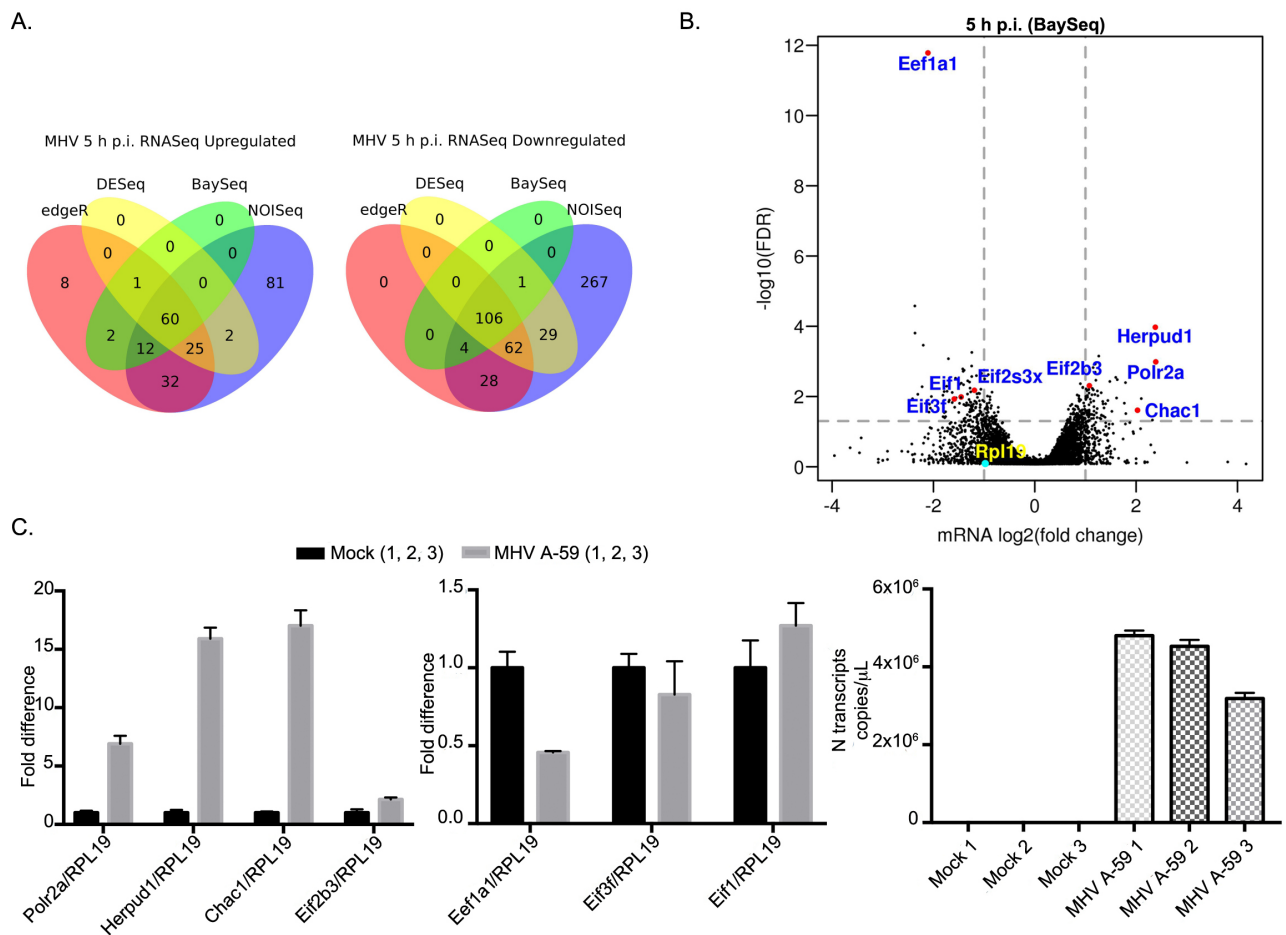 A.
MHV 5 h p.i. RNASeq Upregulated
DESeq BaySeq
edgeR NOISeq
0 0
0 0 0
8 1 0 81
60
2 12 25 2
32
MHV 5 h p.i. RNASeq Downregulated
DESeq BaySeq
edgeR NOISeq
0 0
0 0 0
0 0 1 267
106
0 4 62 29
28
B.
5 h p.i. (BaySeq)
-log10(FDR)
12
10
8
6
4
2
0
Eef1a1
Herpud1
Polr2a
Eif2b3
Eif2s3x
Eif1
Eif3f
Chac1
Rpl19
-4 -2 0 2 4
mRNA log2(fold change)
C.
Mock (1, 2, 3) MHV A-59 (1, 2, 3)
Fold difference
20
15
10
5
0
Polr2a/RPL19
Herpud1/RPL19
Chac1/RPL19
Eif2b3/RPL19
Fold difference
1.5
1.0
0.5
0.0
Eef1a1/RPL19
Eif3f/RPL19
Eif1/RPL19
N transcripts
copies/µL
6x10⁶
4x10⁶
2x10⁶
0
Mock 1
Mock 2
Mock 3
MHV A-59 1
MHV A-59 2
MHV A-59 3